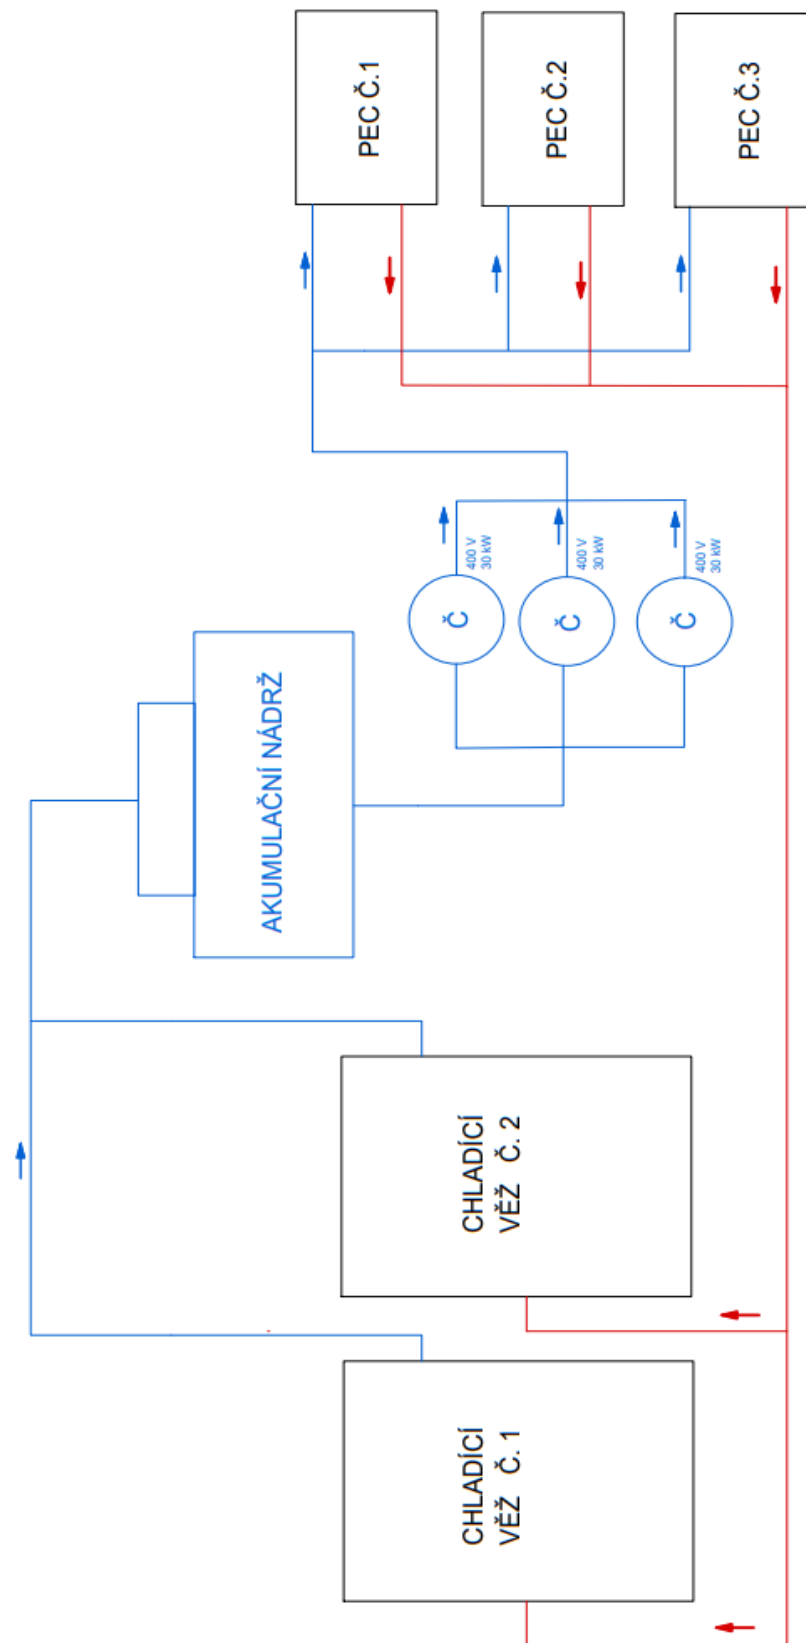 PEC Č.1
PEC Č.2
PEC Č.3
400 V
30 kW
400 V
30 kW
400 V
30 kW
Č
Č
Č
AKUMULAČNÍ NÁDRŽ
CHLADÍCÍ
VĚŽ Č. 2
CHLADÍCÍ
VĚŽ Č. 1